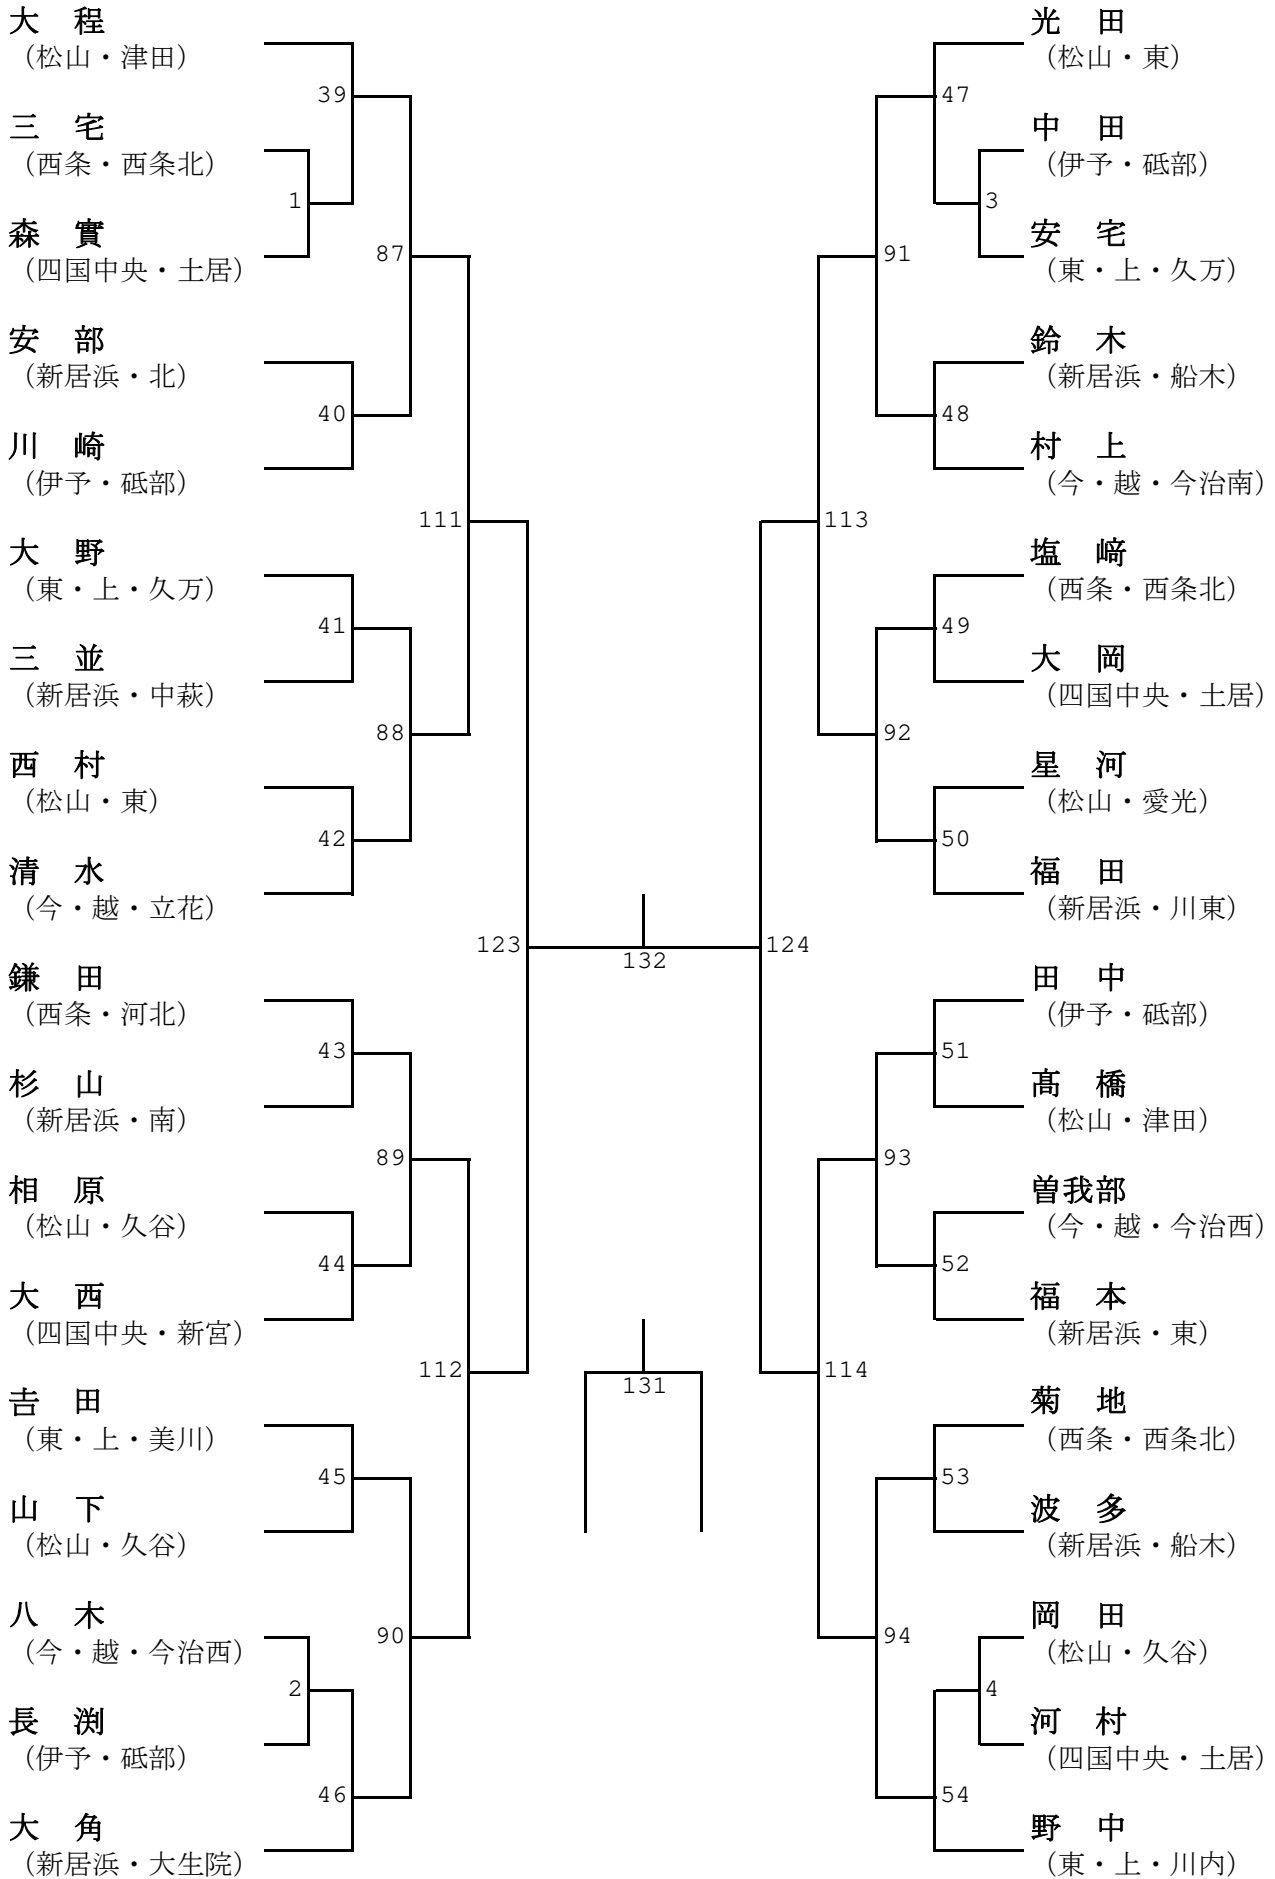 大　程
（松山・津田）
39
三　宅
（西条・西条北）
1
森　實
（四国中央・土居）
87
安　部
（新居浜・北）
40
川　崎
（伊予・砥部）
111
大　野
（東・上・久万）
41
三　並
（新居浜・中萩）
88
西　村
（松山・東）
42
清　水
（今・越・立花）
123
132
鎌　田
（西条・河北）
43
杉　山
（新居浜・南）
89
相　原
（松山・久谷）
44
大　西
（四国中央・新宮）
112
131
𠮷　田
（東・上・美川）
45
山　下
（松山・久谷）
八　木
（今・越・今治西）
90
2
長　渕
（伊予・砥部）
46
大　角
（新居浜・大生院）
光　田
（松山・東）
47
中　田
（伊予・砥部）
3
安　宅
（東・上・久万）
91
鈴　木
（新居浜・船木）
48
村　上
（今・越・今治南）
113
塩　﨑
（西条・西条北）
49
大　岡
（四国中央・土居）
92
星　河
（松山・愛光）
50
福　田
（新居浜・川東）
124
田　中
（伊予・砥部）
51
髙　橋
（松山・津田）
93
曽我部
（今・越・今治西）
52
福　本
（新居浜・東）
114
菊　地
（西条・西条北）
53
波　多
（新居浜・船木）
岡　田
（松山・久谷）
94
4
河　村
（四国中央・土居）
54
野　中
（東・上・川内）